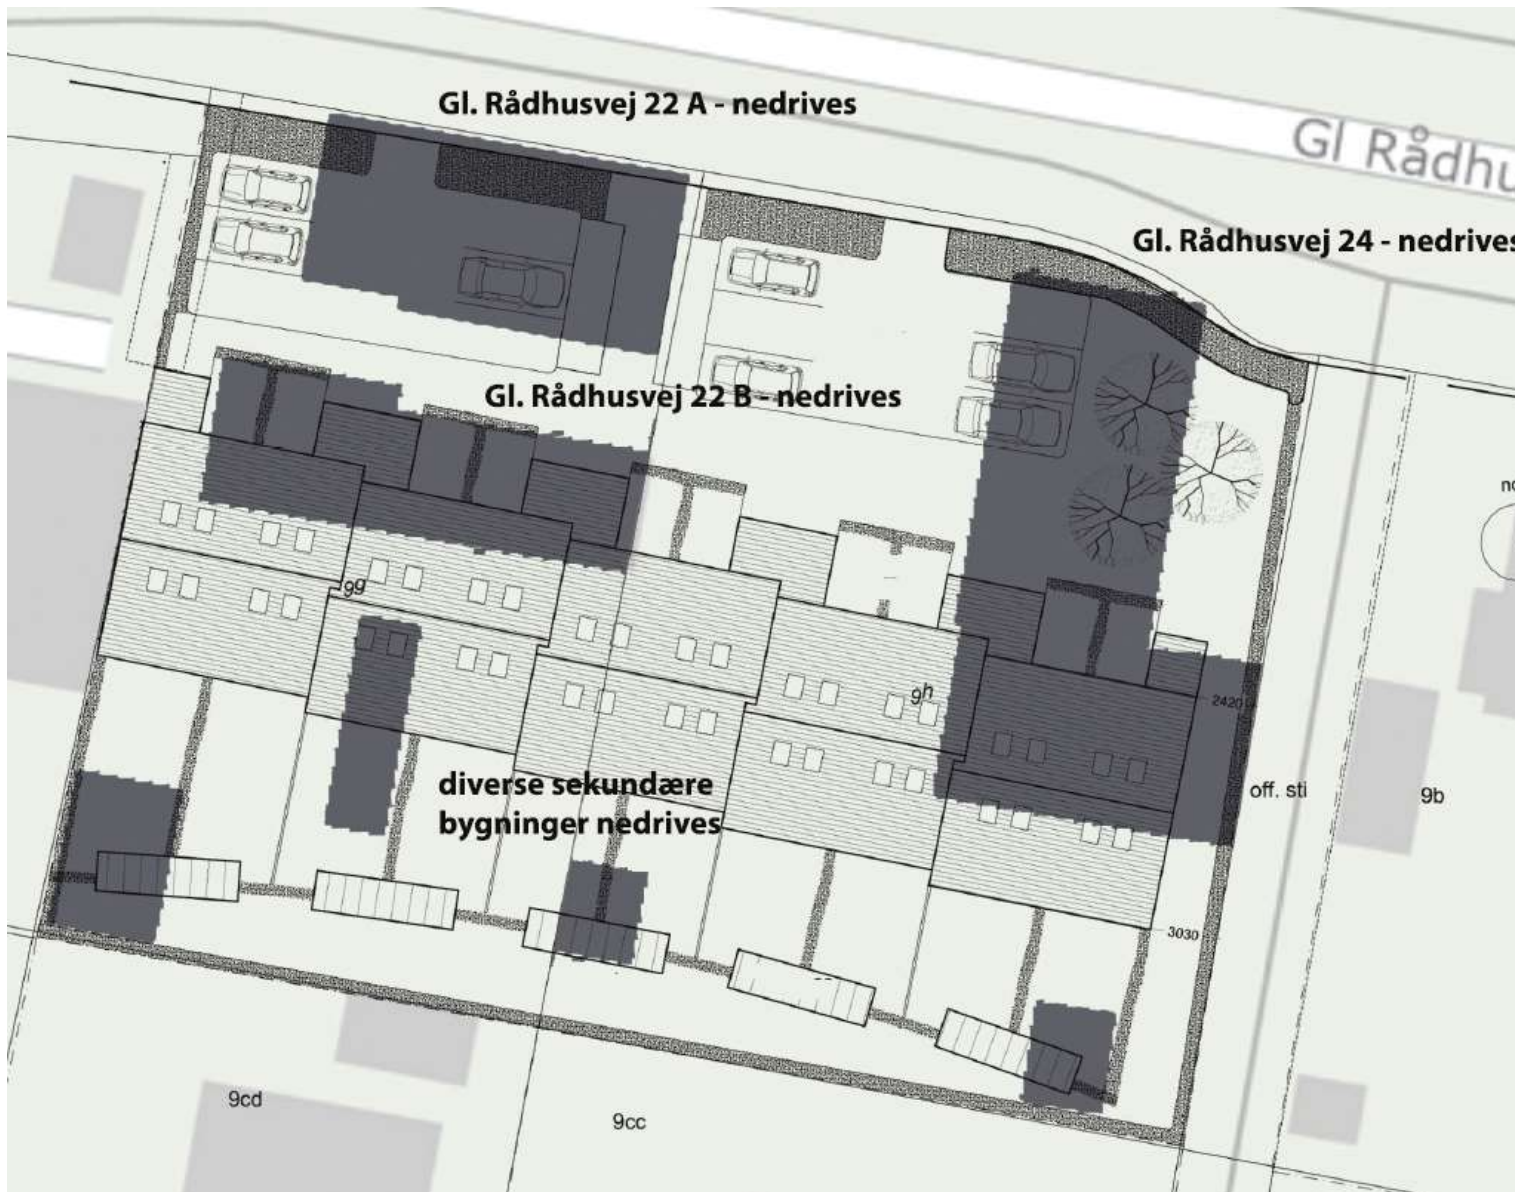 Gl. Rådhusvej 22 A - nedrives
Gl Rådhu
Gl. Rådhusvej 24 - nedrives
Gl. Rådhusvej 22 B - nedrives
99
9h
2420
diverse sekundære
bygninger nedrives
off. sti
9b
3030
9cd
9cc